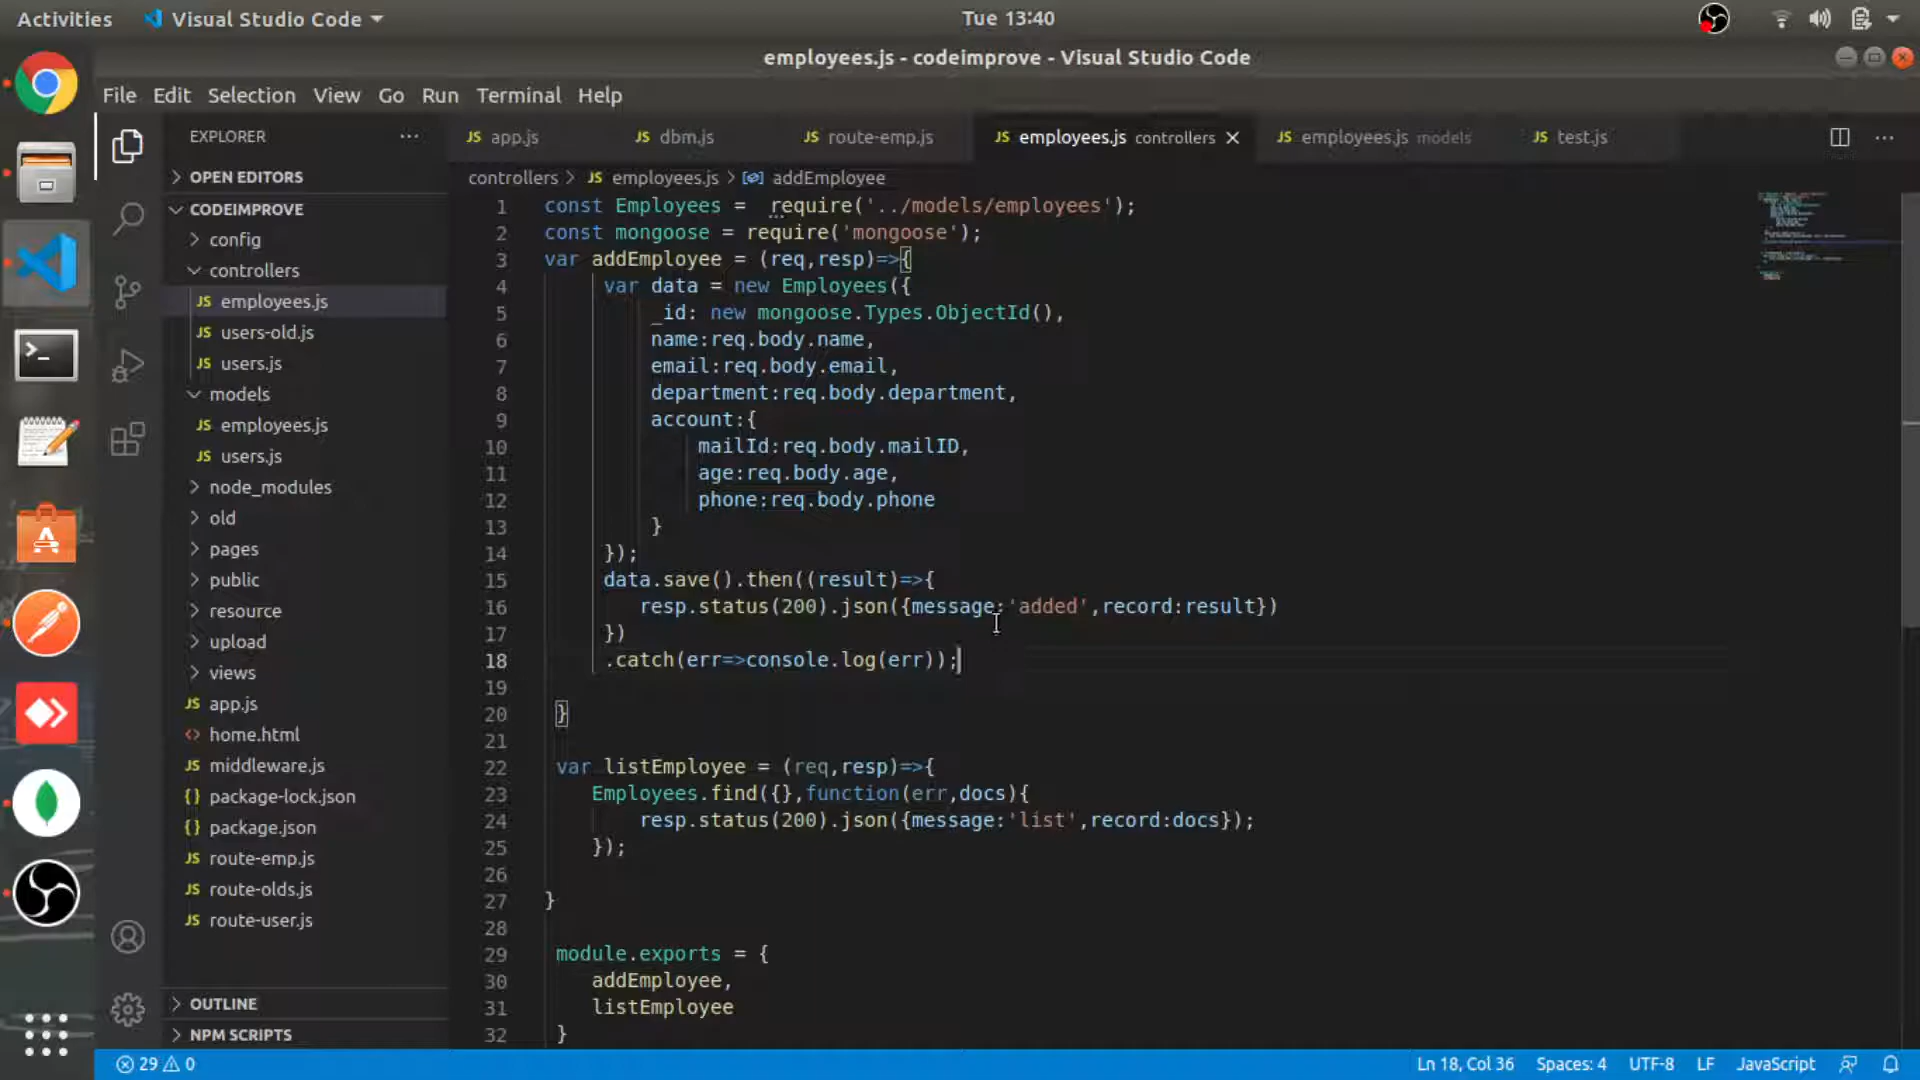 Activities
Visual Studio Code
Tue 13:40
employees.js - codeimprove - Visual Studio Code
File Edit Selection View Go Run Terminal Help
EXPLORER
OPEN EDITORS
CODEIMPROVE
config
controllers
JS employees.js
JS users-old.js
JS users.js
models
JS employees.js
JS users.js
node_modules
old
pages
public
resource
upload
views
JS app.js
<> home.html
JS middleware.js
{} package-lock.json
{} package.json
JS route-emp.js
JS route-olds.js
JS route-user.js
OUTLINE
NPM SCRIPTS
JS app.js
JS dbm.js
JS route-emp.js
JS employees.js controllers
JS employees.js models
JS test.js
controllers > JS employees.js > addEmployee
1 const Employees =  require('../models/employees');
2 const mongoose = require('mongoose');
3 var addEmployee = (req,resp)=>{
4 var data = new Employees({
5 _id: new mongoose.Types.ObjectId(),
6 name:req.body.name,
7 email:req.body.email,
8 department:req.body.department,
9 account:{
10 mailId:req.body.mailID,
11 age:req.body.age,
12 phone:req.body.phone
13 }
14 });
15 data.save().then((result)=>{
16 resp.status(200).json({message:'added',record:result})
17 })
18 .catch(err=>console.log(err));
19
20 }
21
22 var listEmployee = (req,resp)=>{
23 Employees.find({},function(err,docs){
24 resp.status(200).json({message:'list',record:docs});
25 });
26
27 }
28
29 module.exports = {
30 addEmployee,
31 listEmployee
32 }
29 0
Ln 18, Col 36
Spaces: 4
UTF-8
LF
JavaScript